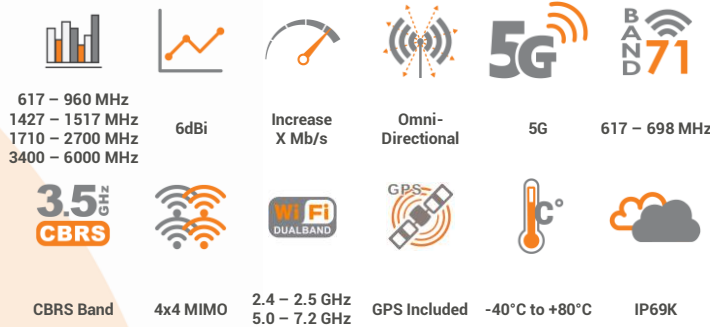 5G
BAND 71
617 – 960 MHz
1427 – 1517 MHz
1710 – 2700 MHz
3400 – 6000 MHz
6dBi
Increase
X Mb/s
Omni-
Directional
5G
617 – 698 MHz
3.5 GHz
CBRS
WiFi
DUALBAND
GPS
C°
CBRS Band
4x4 MIMO
2.4 – 2.5 GHz
5.0 – 7.2 GHz
GPS Included
-40°C to +80°C
IP69K